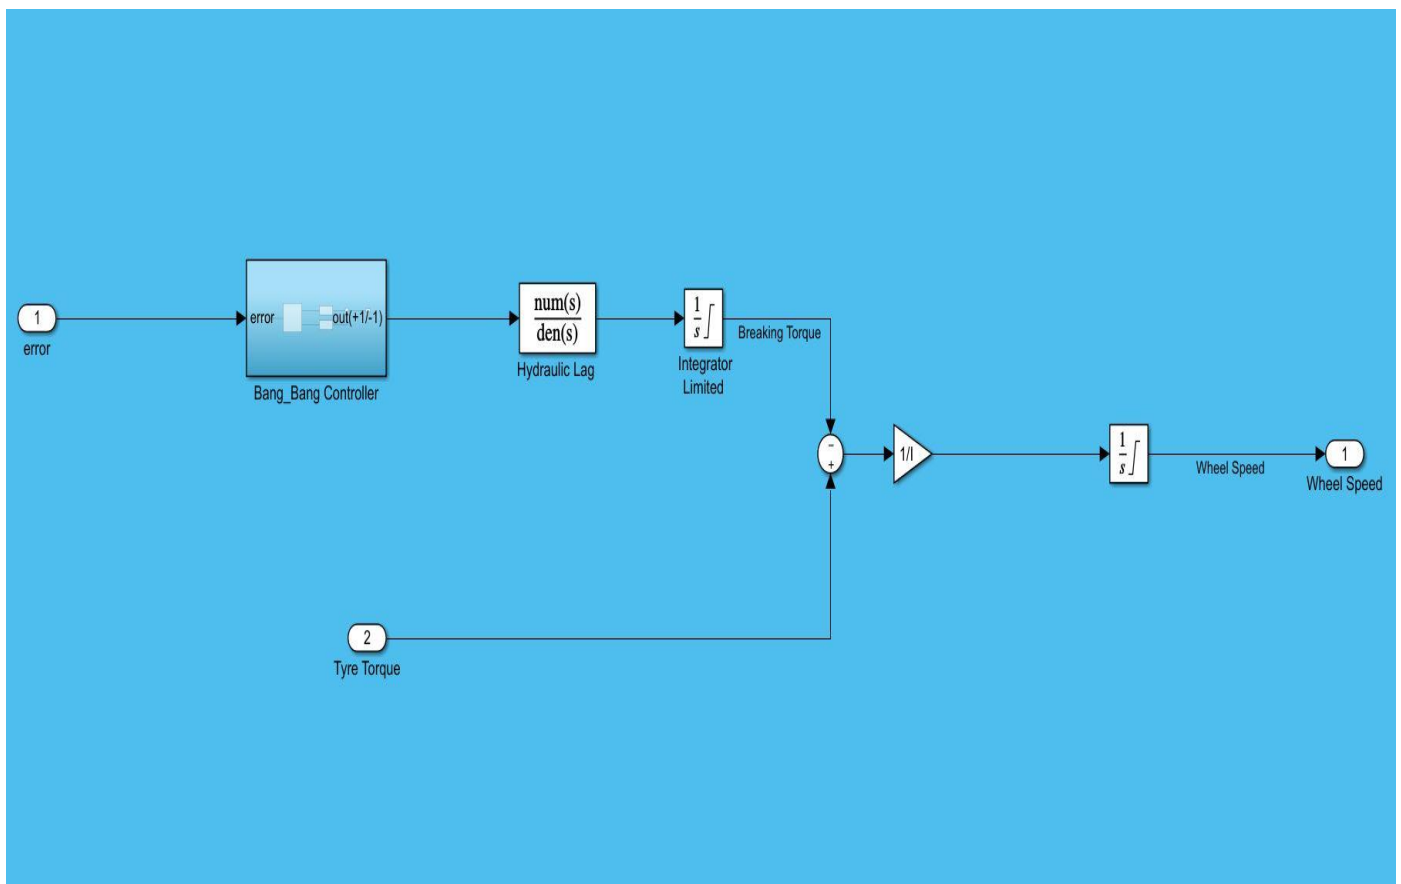 1
error
error
out(+1/-1)
Bang_Bang Controller
num(s)
den(s)
Hydraulic Lag
1
s
Integrator
Limited
Breaking Torque
−
+
1/I
1
s
Wheel Speed
1
Wheel Speed
2
Tyre Torque